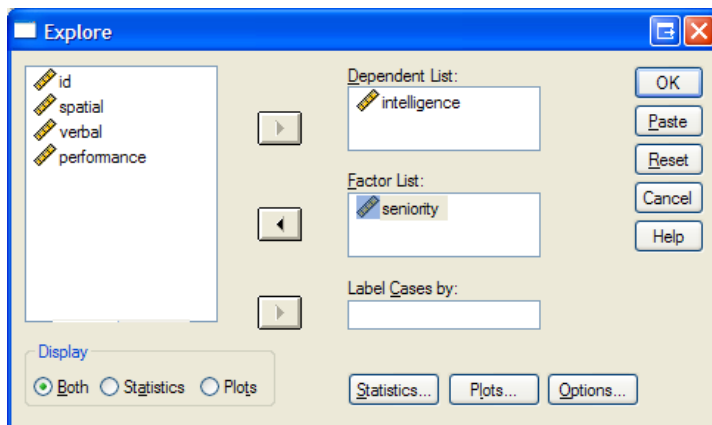 Explore
id
spatial
verbal
performance
Dependent List:
intelligence
Factor List:
seniority
Label Cases by:
OK
Paste
Reset
Cancel
Help
Display
Both Statistics Plots
Statistics... Plots... Options...